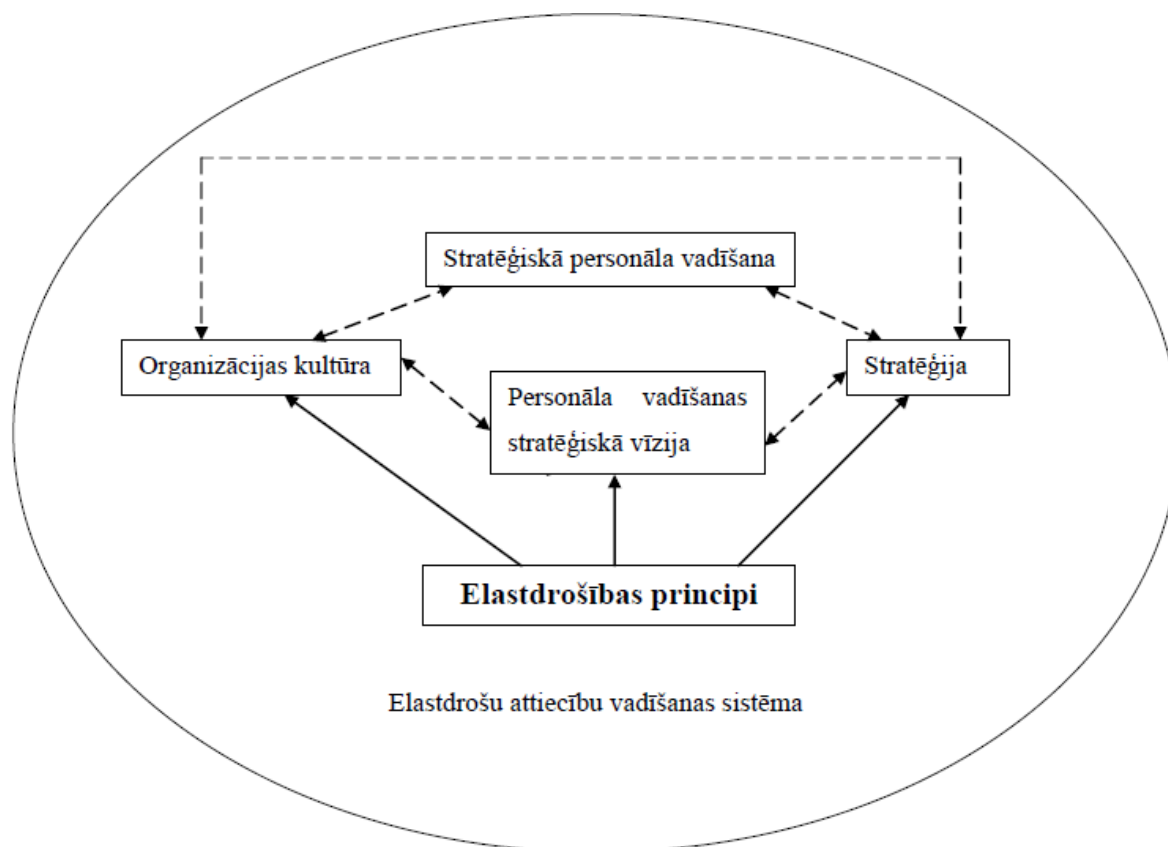 Stratēģiskā personāla vadīšana
Organizācijas kultūra
Stratēģija
Personāla vadīšanas
stratēģiskā vīzija
Elastdrošības principi
Elastdrošu attiecību vadīšanas sistēma